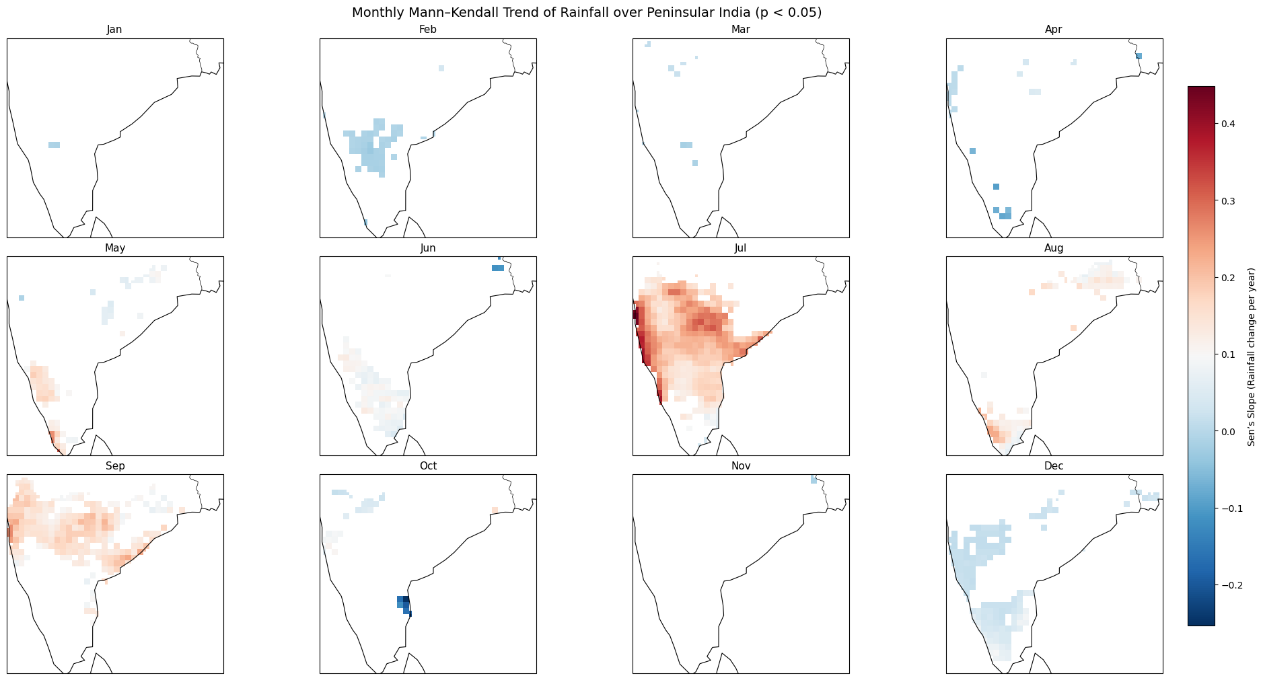 Monthly Mann–Kendall Trend of Rainfall over Peninsular India (p < 0.05)
Jan
Feb
Mar
Apr
May
Jun
Jul
Aug
Sep
Oct
Nov
Dec
0.4
0.3
0.2
0.1
0.0
−0.1
−0.2
Sen's Slope (Rainfall change per year)